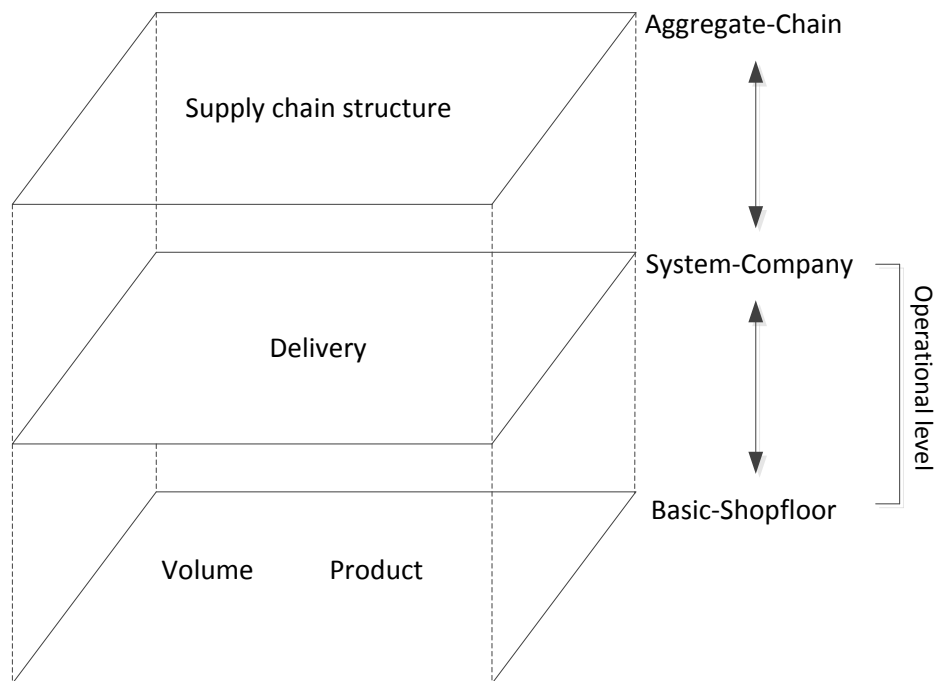 Aggregate-Chain
Supply chain structure
System-Company
Operational level
Delivery
Basic-Shopfloor
Volume Product